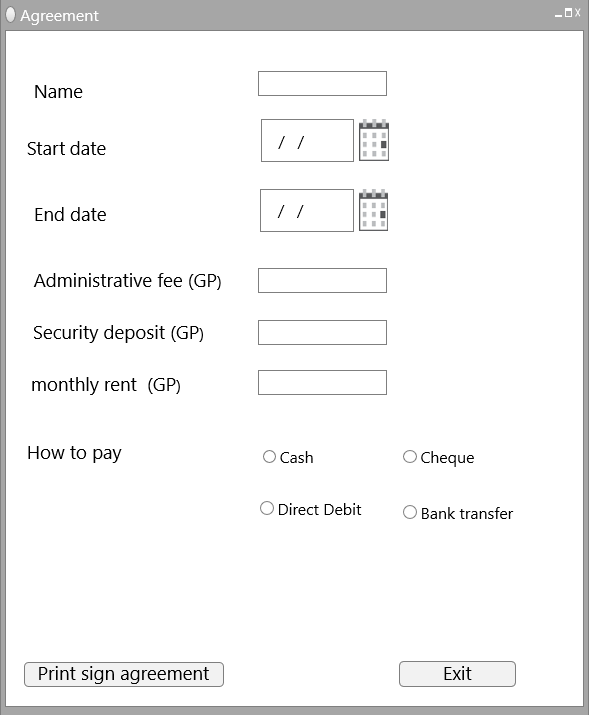 Agreement
Name
Start date / /
End date / /
Administrative fee (GP)
Security deposit (GP)
monthly rent (GP)
How to pay Cash Cheque
Direct Debit Bank transfer
Print sign agreement Exit